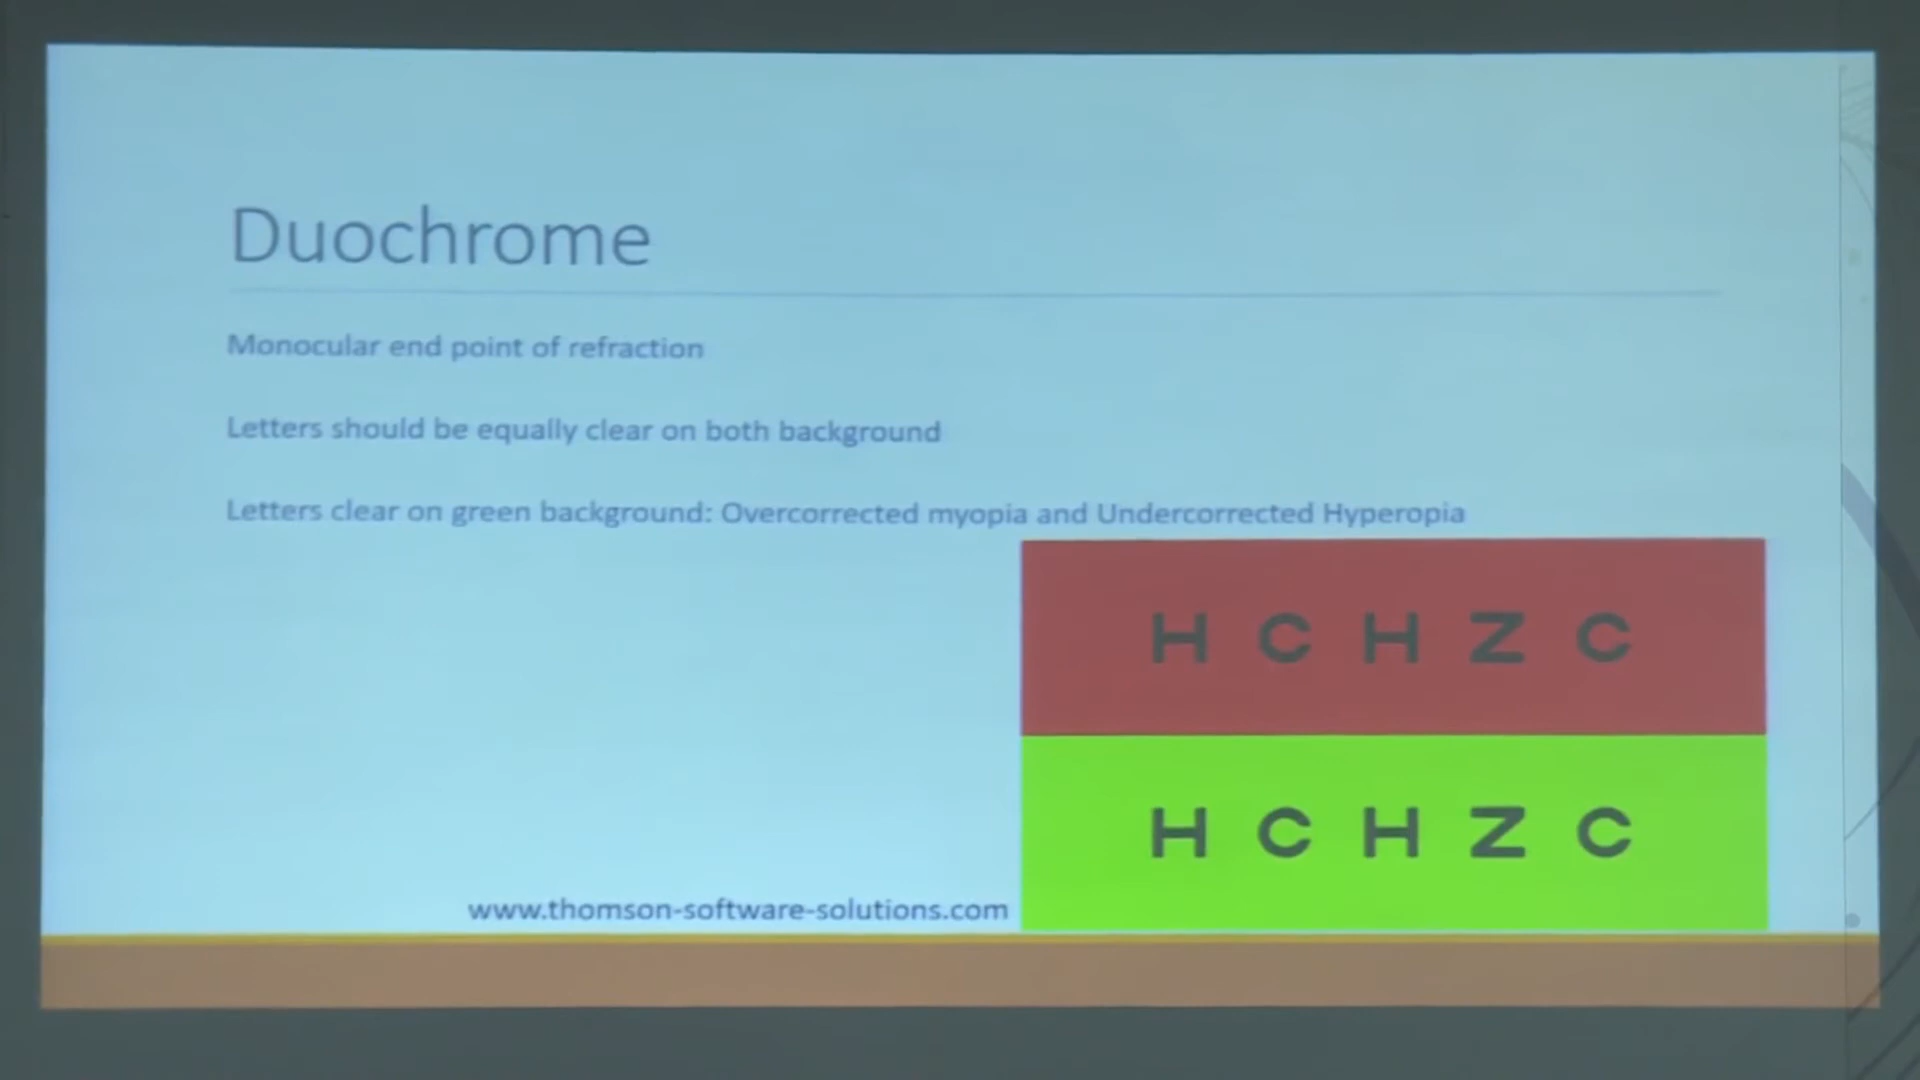 Duochrome
Monocular end point of refraction
Letters should be equally clear on both background
Letters clear on green background: Overcorrected myopia and Undercorrected Hyperopia
H C H Z C
H C H Z C
www.thomson-software-solutions.com